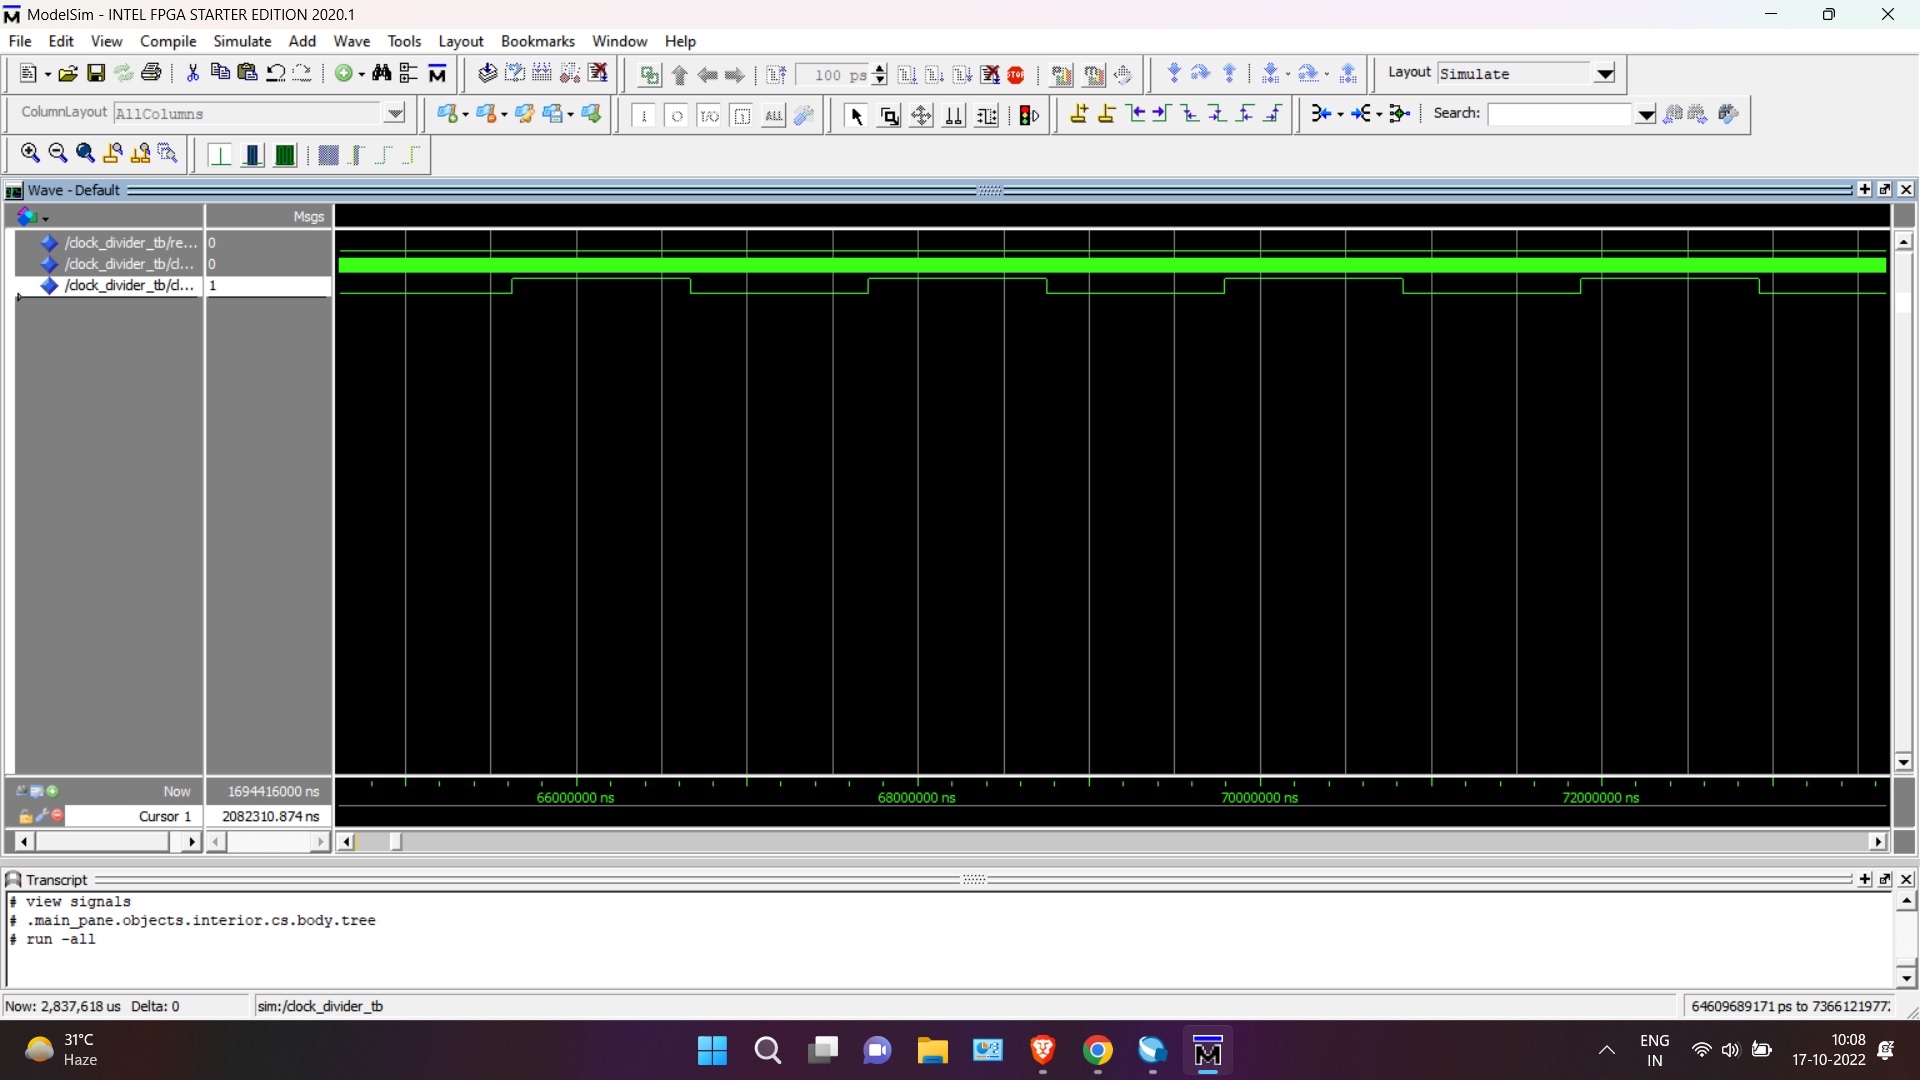 ModelSim - INTEL FPGA STARTER EDITION 2020.1
File Edit View Compile Simulate Add Wave Tools Layout Bookmarks Window Help
100 ps
STOP
Layout Simulate
ColumnLayout AllColumns
ALL
Search:
Wave - Default
Msgs
/clock_divider_tb/re... 0
/clock_divider_tb/cl... 0
/clock_divider_tb/cl... 1
Now 1694416000 ns
Cursor 1 2082310.874 ns
66000000 ns 68000000 ns 70000000 ns 72000000 ns
Transcript
# view signals
# .main_pane.objects.interior.cs.body.tree
# run -all
Now: 2,837,618 us Delta: 0
sim:/clock_divider_tb
64609689171 ps to 7366121977
31°C
Haze
ENG
IN
10:08
17-10-2022